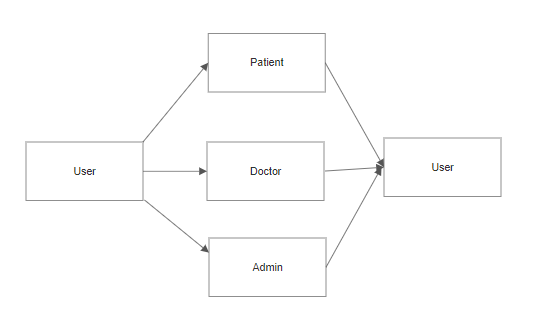 Patient
User
Doctor
User
Admin